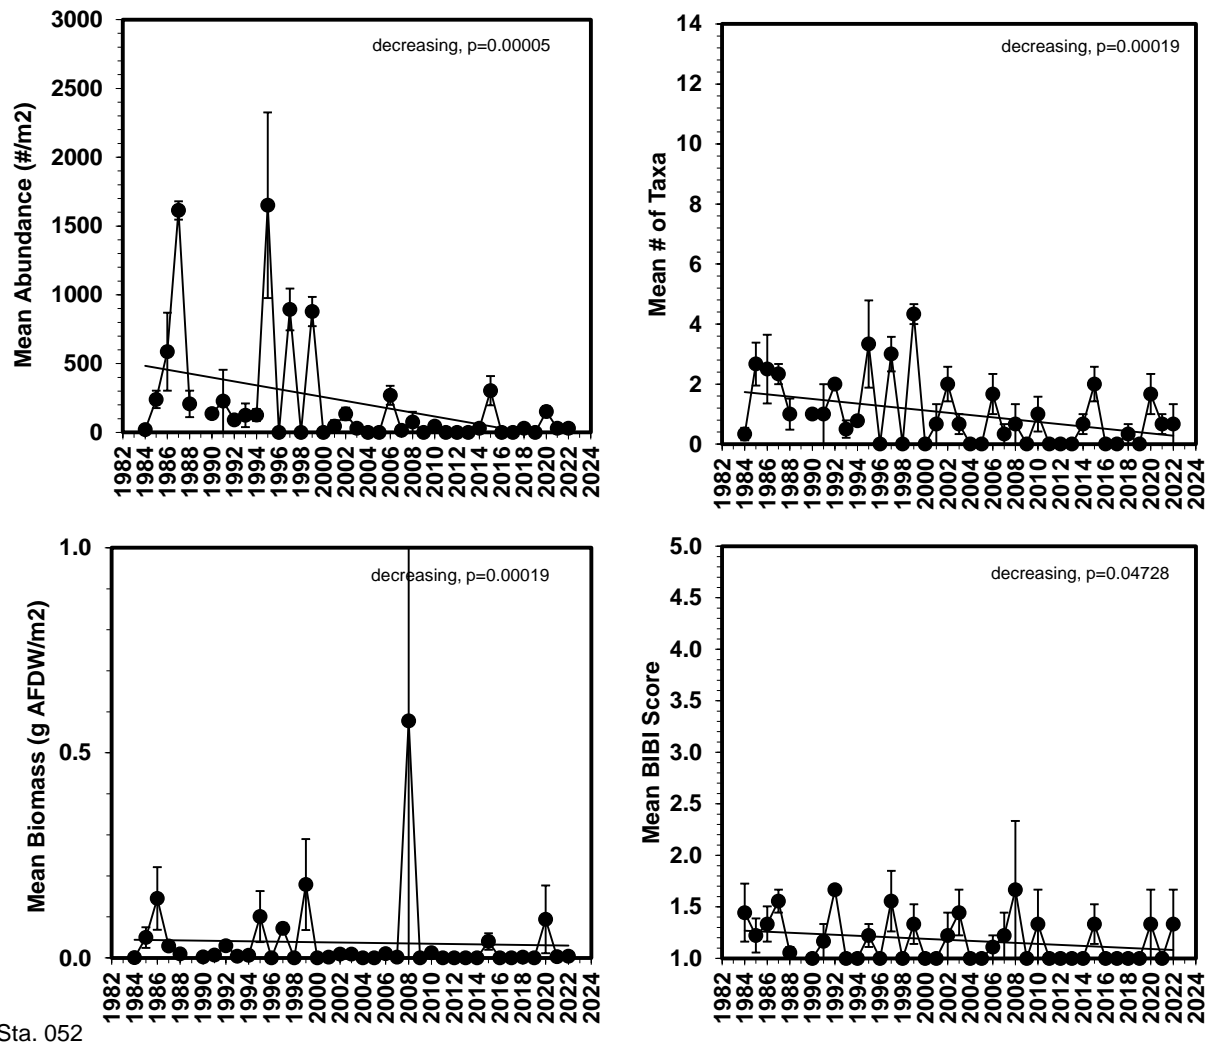 Mean Abundance (#/m2)
3000
2500
2000
1500
1000
500
0
decreasing, p=0.00005
1982 1984 1986 1988 1990 1992 1994 1996 1998 2000 2002 2004 2006 2008 2010 2012 2014 2016 2018 2020 2022 2024
Mean # of Taxa
14
12
10
8
6
4
2
0
decreasing, p=0.00019
1982 1984 1986 1988 1990 1992 1994 1996 1998 2000 2002 2004 2006 2008 2010 2012 2014 2016 2018 2020 2022 2024
Mean Biomass (g AFDW/m2)
1.0
0.5
0.0
decreasing, p=0.00019
1982 1984 1986 1988 1990 1992 1994 1996 1998 2000 2002 2004 2006 2008 2010 2012 2014 2016 2018 2020 2022 2024
Mean BIBI Score
5.0
4.5
4.0
3.5
3.0
2.5
2.0
1.5
1.0
decreasing, p=0.04728
1982 1984 1986 1988 1990 1992 1994 1996 1998 2000 2002 2004 2006 2008 2010 2012 2014 2016 2018 2020 2022 2024
Sta. 052